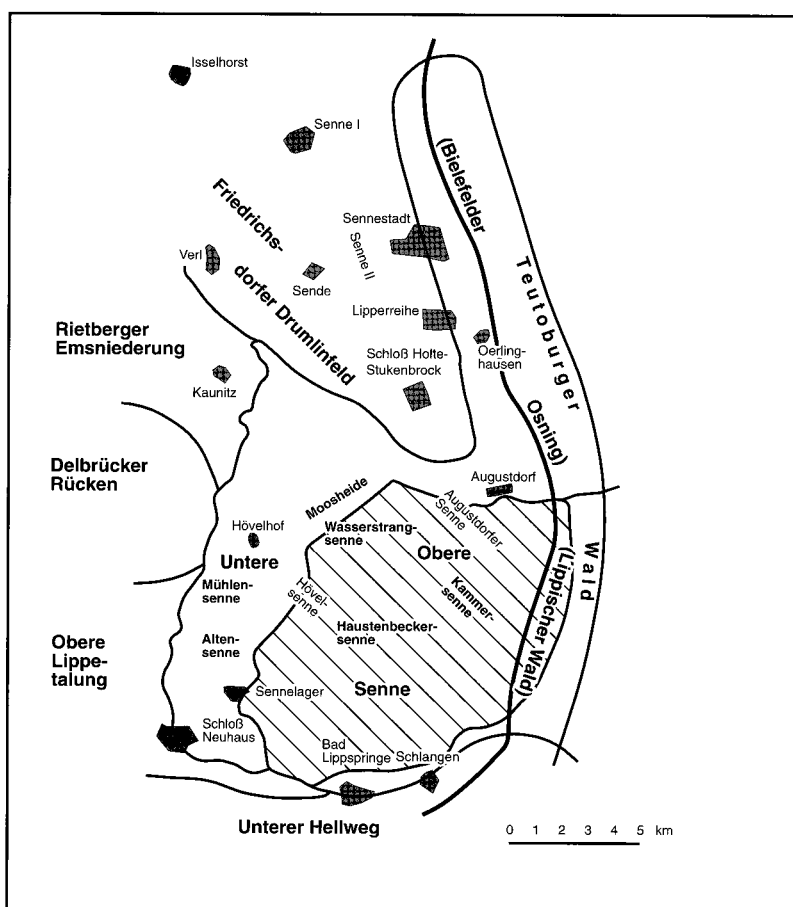 Isselhorst
Senne I
(Bielefelder
Friedrichs-
dorfer Drumlinfeld
Sennestadt
Senne II
Verl
Sende
Teutoburger
Lipperreihe
Rietberger
Emsniederung
Oerling-
hausen
Schloß Holte-
Stukenbrock
Kaunitz
Osning)
Delbrücker
Rücken
Augustdorf
Moosheide
Augustdorfer
Senne
Hövelhof
Wasserstrang-
senne
Untere
Obere
Wald
(Lippischer Wald)
Mühlen-
senne
Hövel-
senne
Kammer-
senne
Alten-
senne
Haustenbecker-
senne
Obere
Lippe-
talung
Sennelager
Senne
Schloß
Neuhaus
Bad
Lippspringe
Schlangen
Unterer Hellweg
0 1 2 3 4 5 km